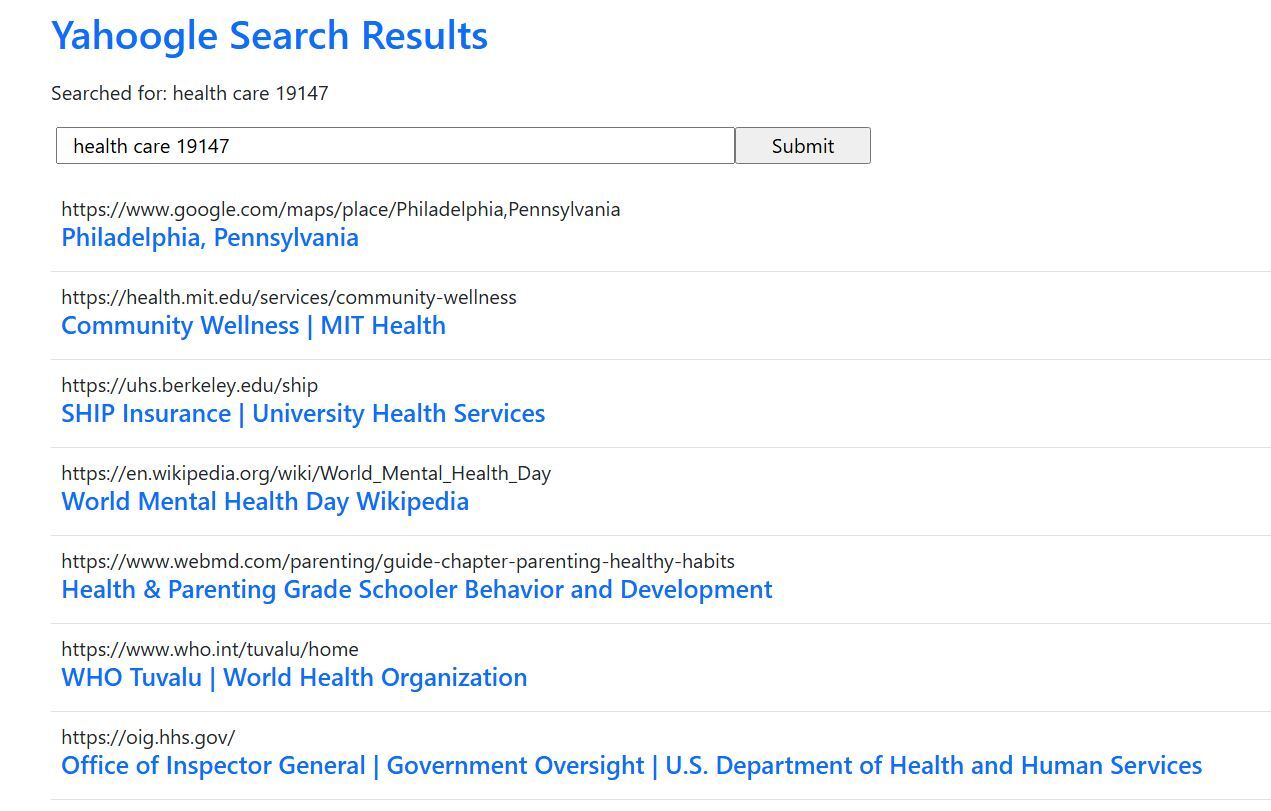 Yahoogle Search Results
Searched for: health care 19147
health care 19147
Submit
https://www.google.com/maps/place/Philadelphia,Pennsylvania
Philadelphia, Pennsylvania
https://health.mit.edu/services/community-wellness
Community Wellness | MIT Health
https://uhs.berkeley.edu/ship
SHIP Insurance | University Health Services
https://en.wikipedia.org/wiki/World_Mental_Health_Day
World Mental Health Day Wikipedia
https://www.webmd.com/parenting/guide-chapter-parenting-healthy-habits
Health & Parenting Grade Schooler Behavior and Development
https://www.who.int/tuvalu/home
WHO Tuvalu | World Health Organization
https://oig.hhs.gov/
Office of Inspector General | Government Oversight | U.S. Department of Health and Human Services